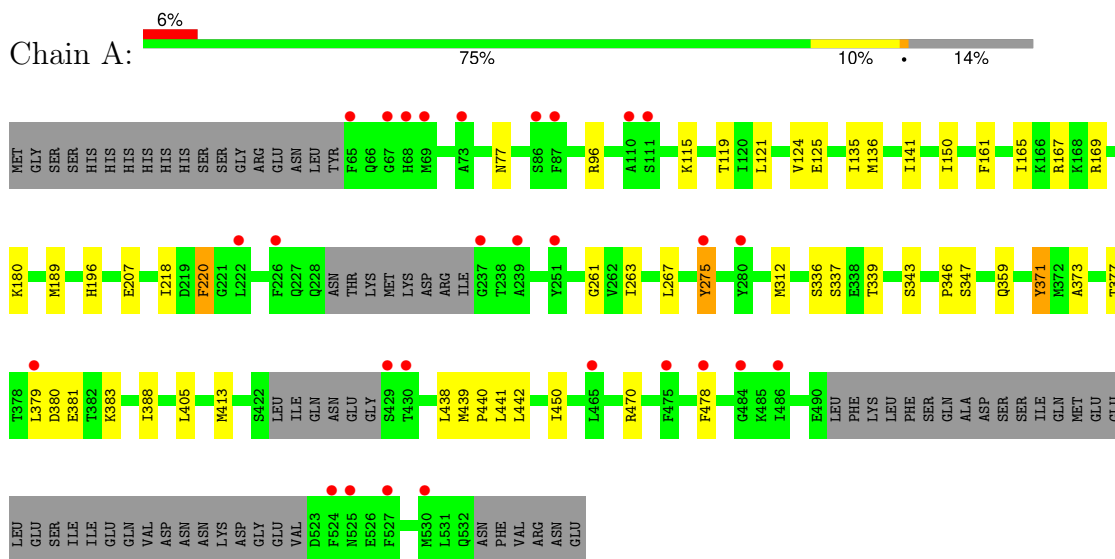 6%
Chain A:
75% 10% • 14%
MET GLY SER SER HIS HIS HIS HIS HIS HIS SER SER GLY ARG GLU ASN LEU TYR F65 Q66 G67 H68 M69 A73 N77 S86 F87 R96 A110 S111 K115 T119 I120 L121 V124 E125 I135 M136 I141 I150 F161 I165 K166 R167 K168 R169
K180 M189 H196 E207 I218 D219 F220 G221 L222 F226 Q227 Q228 ASN THR LYS MET LYS ASP ARG ILE G237 T238 A239 Y251 G261 V262 I263 L267 Y275 Y280 M312 S336 S337 E338 T339 S343 P346 S347 Q359 Y371 M372 A373 T377
T378 L379 D380 E381 T382 K383 I388 L405 M413 S422 LEU ILE GLN ASN GLU GLY S429 T430 L438 M439 P440 L441 L442 I450 L465 R470 F475 F478 G484 K485 I486 E490 LEU PHE LYS LEU PHE SER GLN ALA ASP SER SER ILE GLN MET GLU GLU
LEU GLU SER ILE ILE GLU GLN VAL ASP ASN ASN LYS ASP GLY GLU VAL D523 F524 N525 E526 F527 M530 L531 Q532 ASN PHE VAL ARG ASN GLU